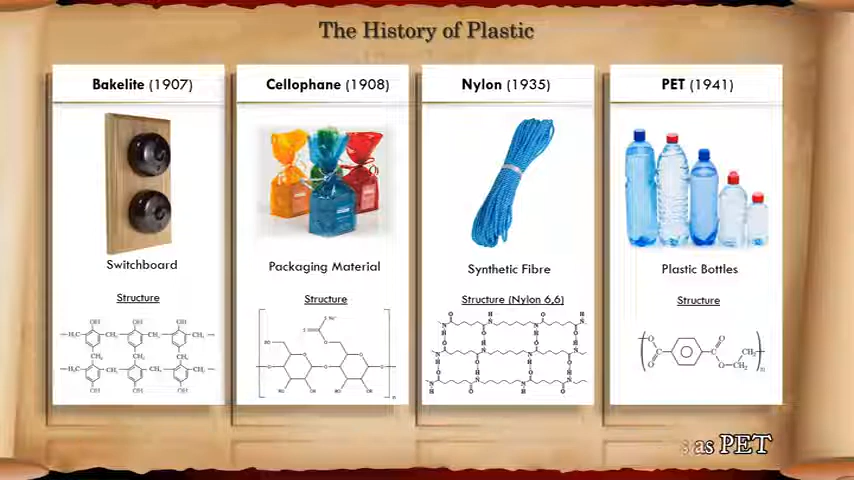 The History of Plastic
Bakelite (1907)
Switchboard
Structure
Cellophane (1908)
Packaging Material
Structure
Nylon (1935)
Synthetic Fibre
Structure (Nylon 6,6)
PET (1941)
Plastic Bottles
Structure
as PET